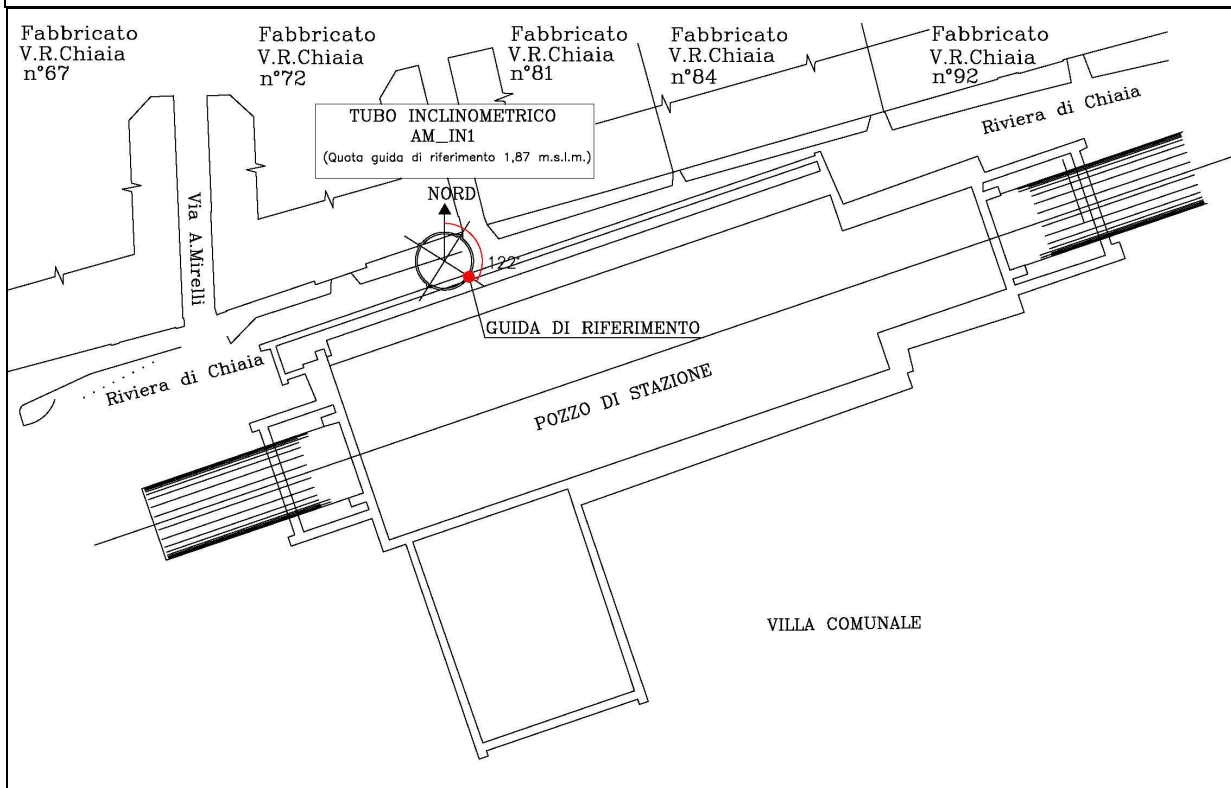 Fabbricato
V.R.Chiaia
n°67
Fabbricato
V.R.Chiaia
n°72
Fabbricato
V.R.Chiaia
n°81
Fabbricato
V.R.Chiaia
n°84
Fabbricato
V.R.Chiaia
n°92
TUBO INCLINOMETRICO
AM_IN1
(Quota guida di riferimento 1,87 m.s.l.m.)
Riviera di Chiaia
NORD
Via A.Mirelli
122°
GUIDA DI RIFERIMENTO
Riviera di Chiaia
POZZO DI STAZIONE
VILLA COMUNALE